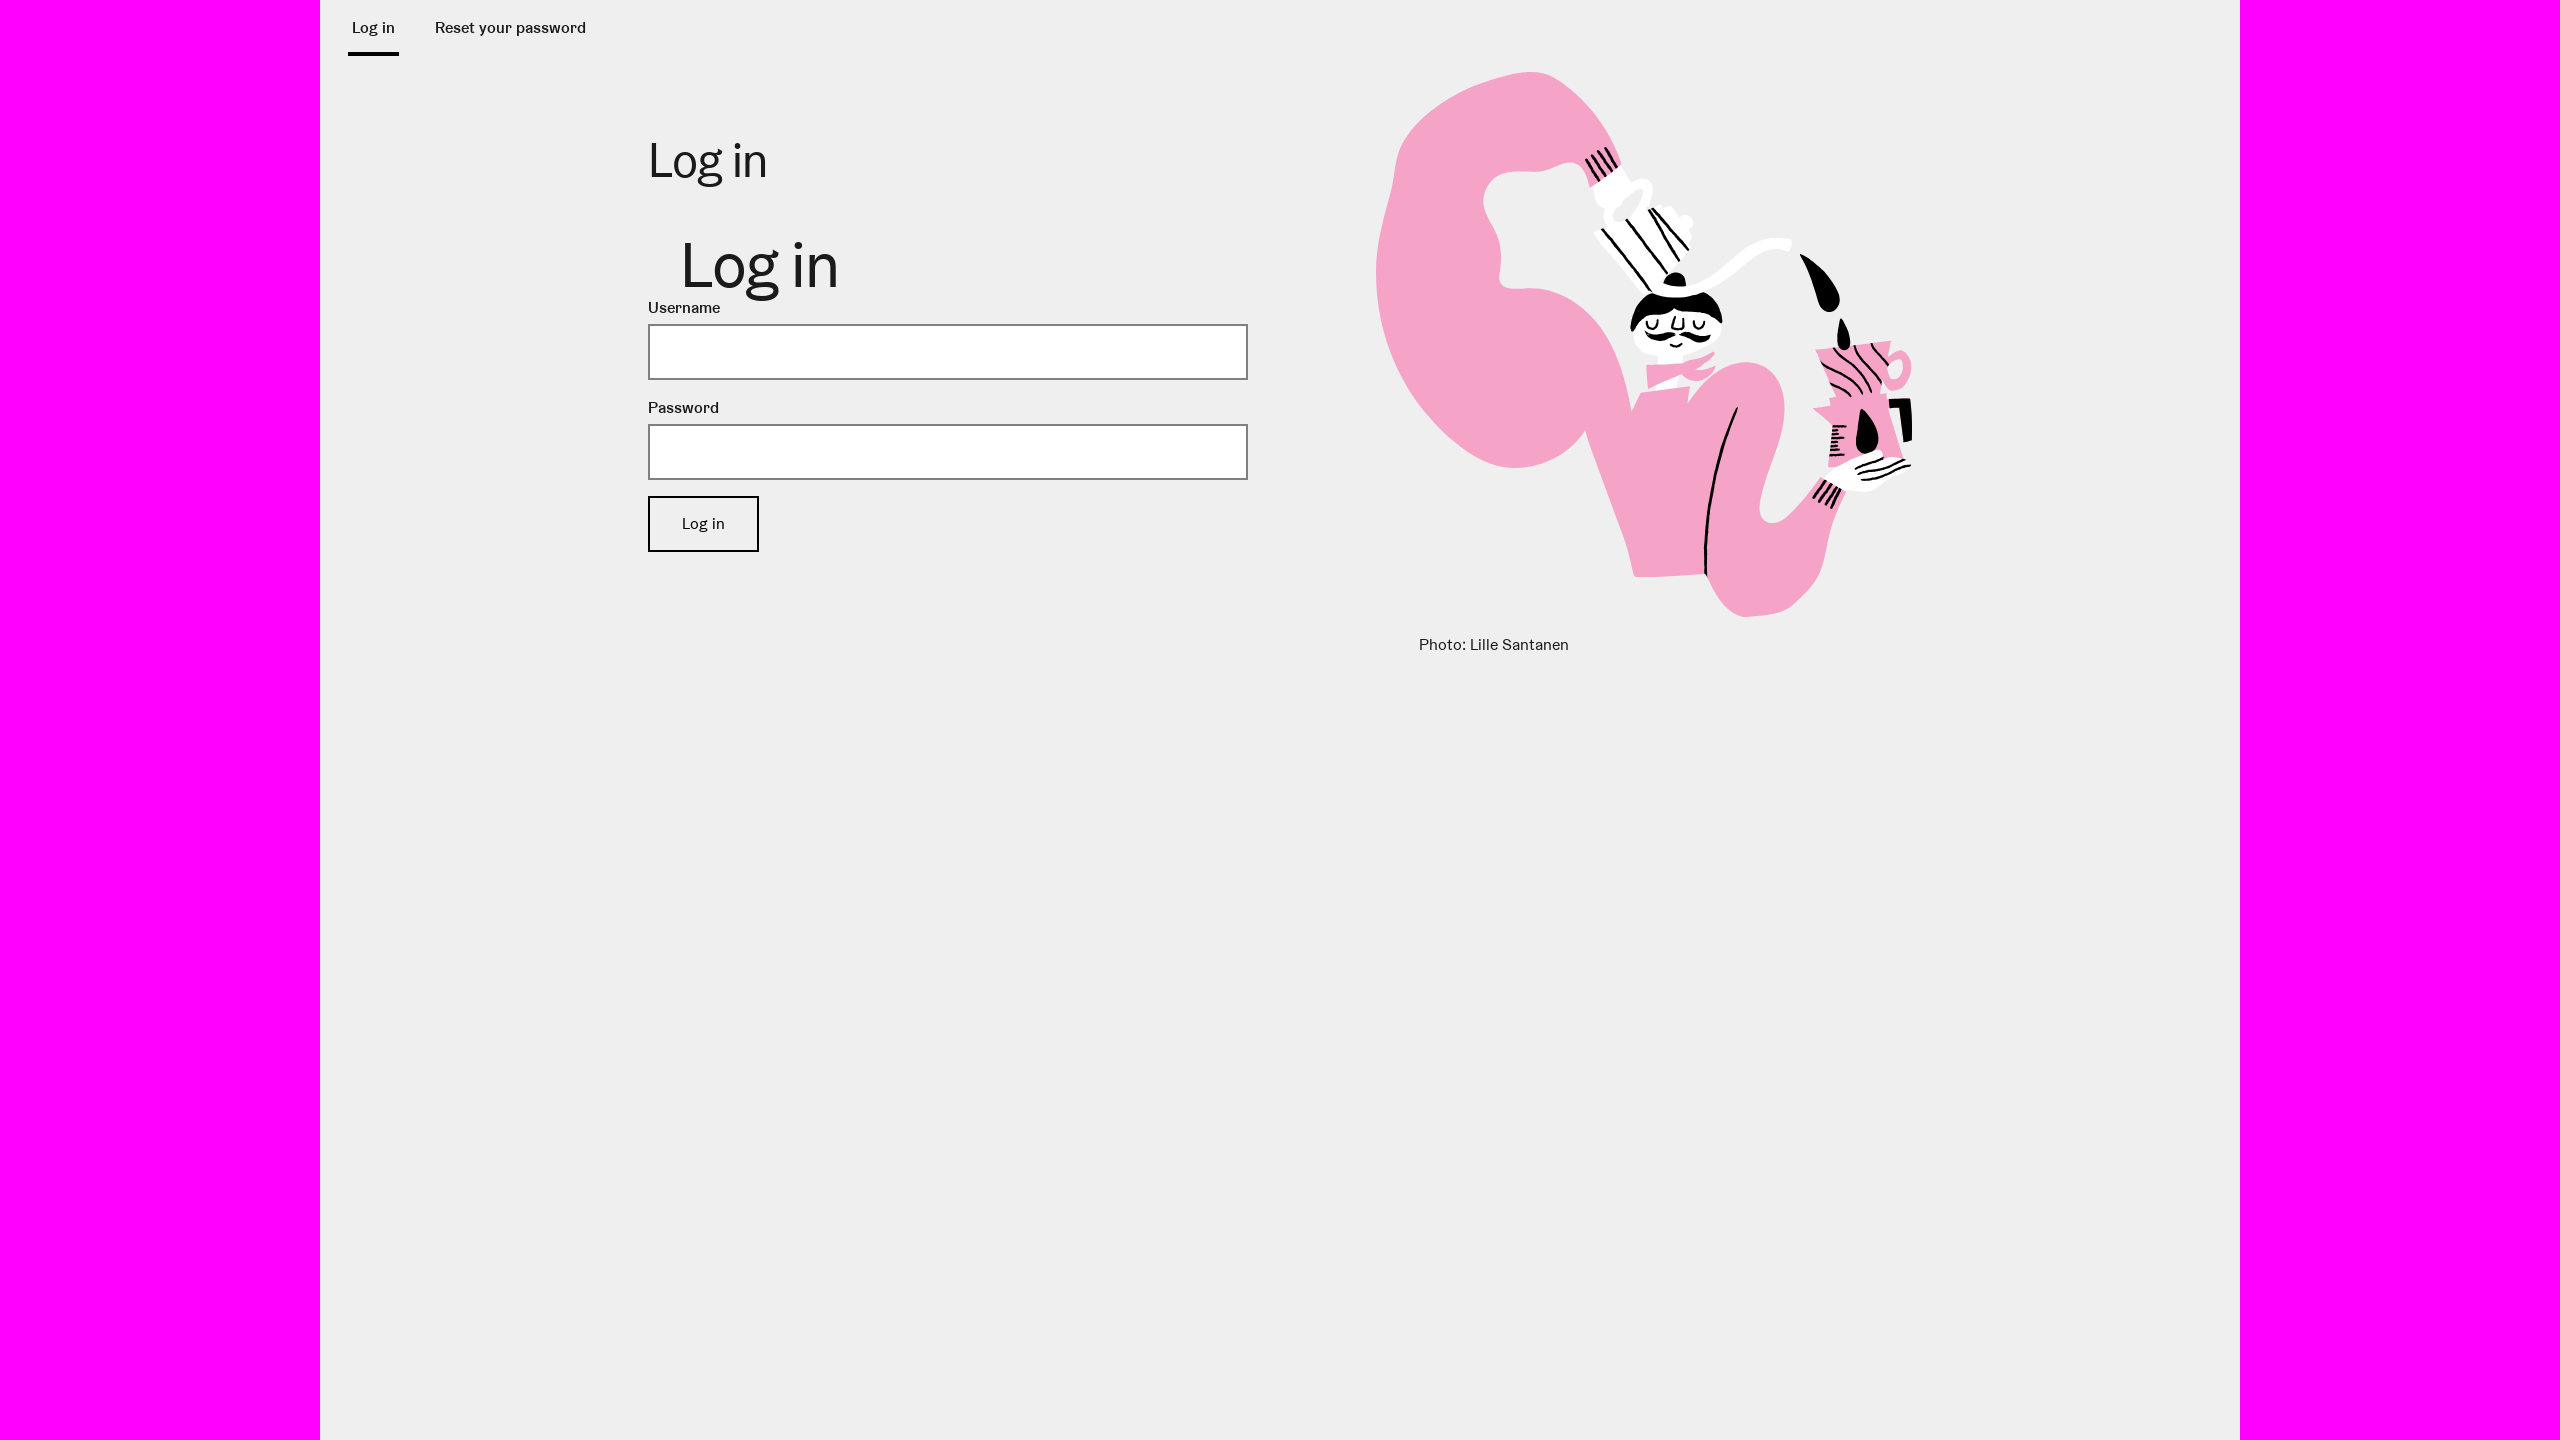 Log in
Reset your password
Log in
Log in
Username
Password
Log in
Photo: Lille Santanen